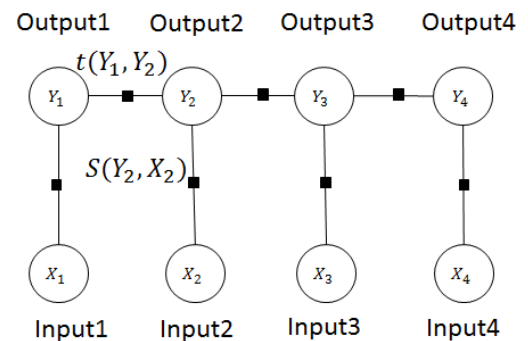 Output1 Output2 Output3 Output4
t(Y₁,Y₂)
Y₁ Y₂ Y₃ Y₄
S(Y₂,X₂)
X₁ X₂ X₃ X₄
Input1 Input2 Input3 Input4